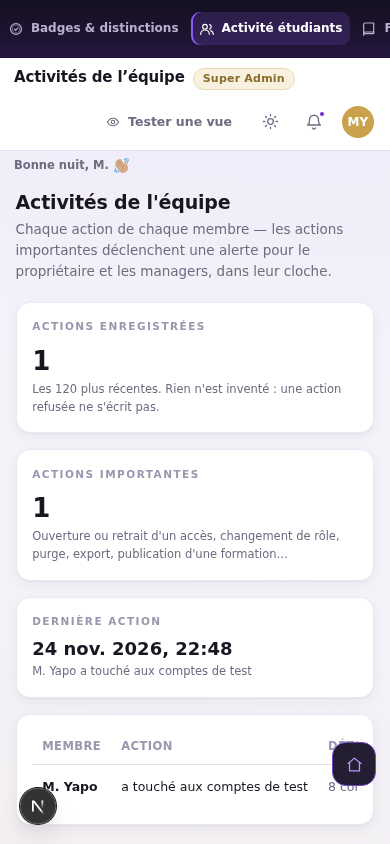 Badges & distinctions Activité étudiants
Activités de l’équipe Super Admin
Tester une vue MY
Bonne nuit, M.
Activités de l'équipe
Chaque action de chaque membre — les actions
importantes déclenchent une alerte pour le
propriétaire et les managers, dans leur cloche.
ACTIONS ENREGISTRÉES
1
Les 120 plus récentes. Rien n'est inventé : une action
refusée ne s'écrit pas.
ACTIONS IMPORTANTES
1
Ouverture ou retrait d'un accès, changement de rôle,
purge, export, publication d'une formation…
DERNIÈRE ACTION
24 nov. 2026, 22:48
M. Yapo a touché aux comptes de test
MEMBRE ACTION
M. Yapo a touché aux comptes de test 8
N